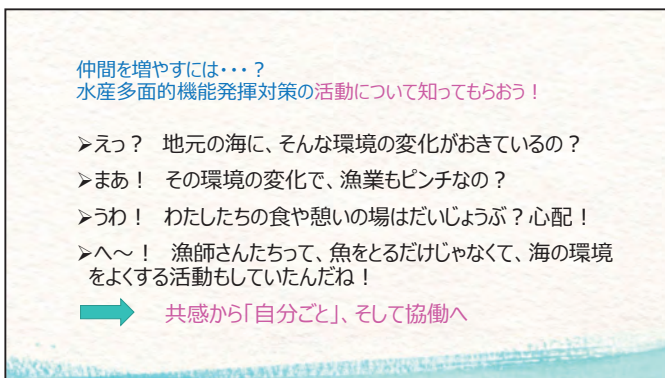 仲間を増やすには・・・？
水産多面的機能発揮対策の活動について知ってもらおう！
➢えっ？　地元の海に、そんな環境の変化がおきているの？
➢まあ！　その環境の変化で、漁業もピンチなの？
➢うわ！　わたしたちの食や憩いの場はだいじょうぶ？心配！
➢へ～！　漁師さんたちって、魚をとるだけじゃなくて、海の環境
をよくする活動もしていたんだね！
共感から「自分ごと」、そして協働へ